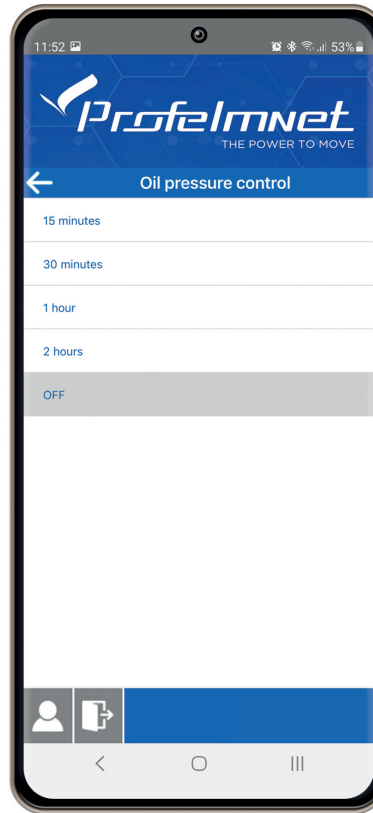 11:52 53%
Profelmnet
THE POWER TO MOVE
Oil pressure control
15 minutes
30 minutes
1 hour
2 hours
OFF